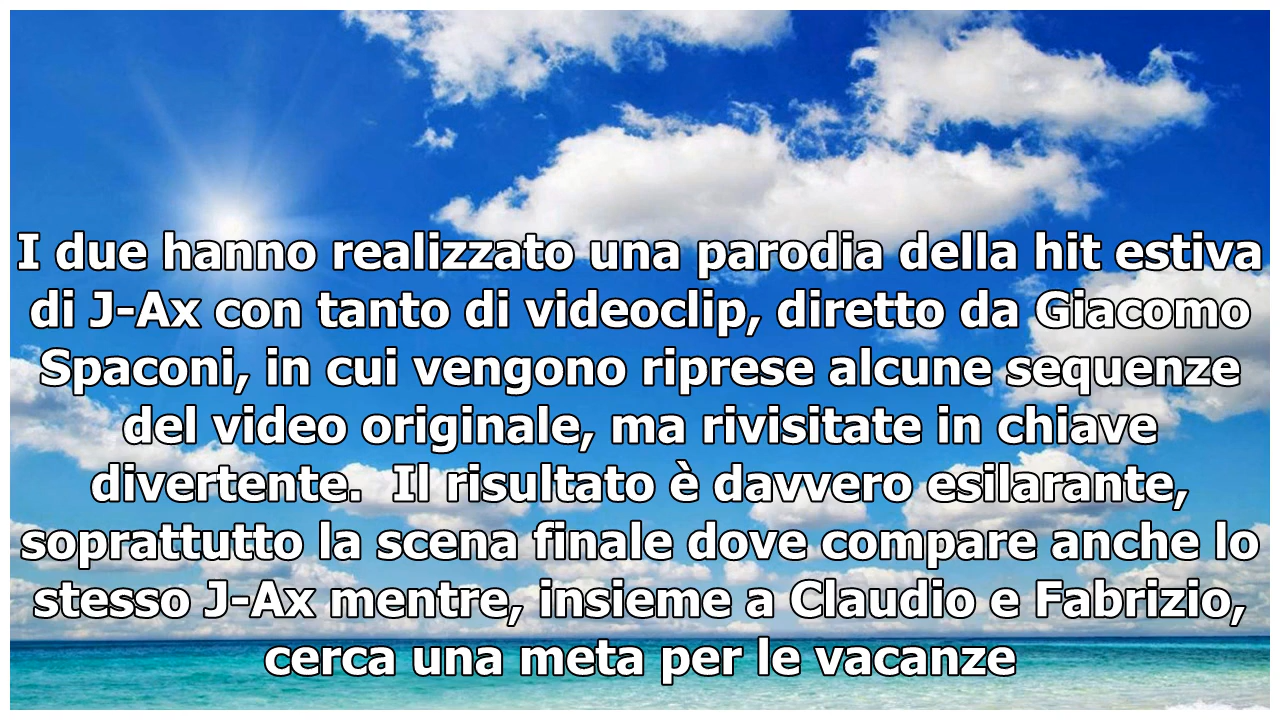 I due hanno realizzato una parodia della hit estiva
di J-Ax con tanto di videoclip, diretto da Giacomo
Spaconi, in cui vengono riprese alcune sequenze
del video originale, ma rivisitate in chiave
divertente.  Il risultato è davvero esilarante,
soprattutto la scena finale dove compare anche lo
stesso J-Ax mentre, insieme a Claudio e Fabrizio,
cerca una meta per le vacanze